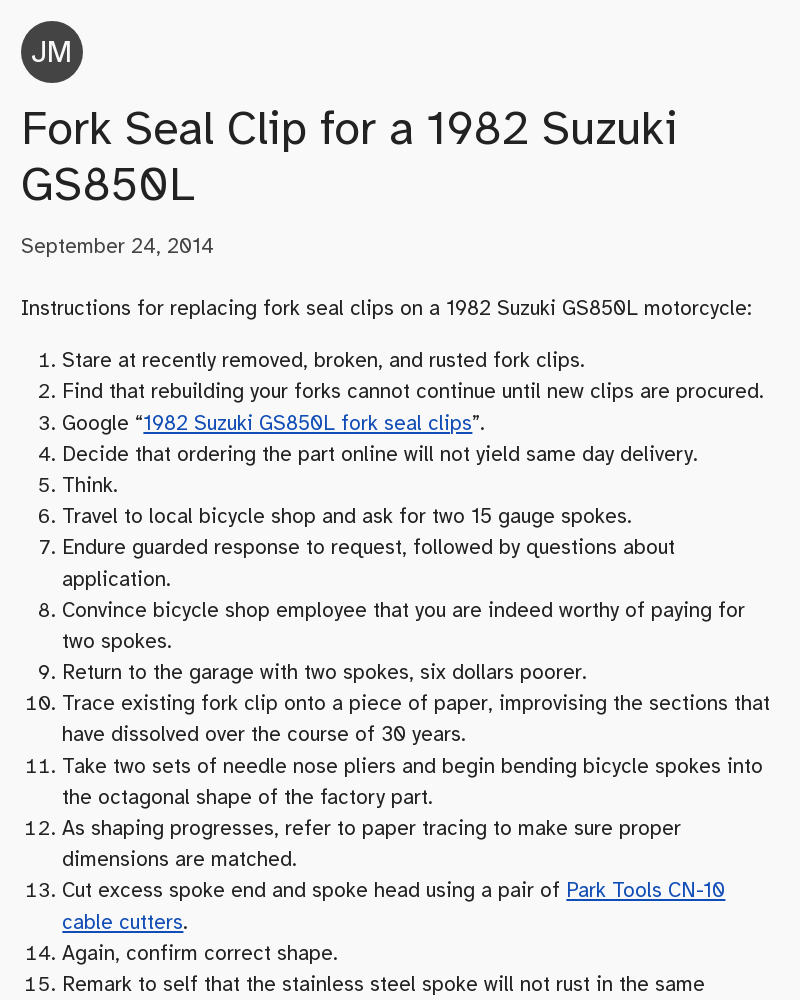 JM
Fork Seal Clip for a 1982 Suzuki
GS850L
September 24, 2014
Instructions for replacing fork seal clips on a 1982 Suzuki GS850L motorcycle:
1. Stare at recently removed, broken, and rusted fork clips.
2. Find that rebuilding your forks cannot continue until new clips are procured.
3. Google “1982 Suzuki GS850L fork seal clips”.
4. Decide that ordering the part online will not yield same day delivery.
5. Think.
6. Travel to local bicycle shop and ask for two 15 gauge spokes.
7. Endure guarded response to request, followed by questions about
application.
8. Convince bicycle shop employee that you are indeed worthy of paying for
two spokes.
9. Return to the garage with two spokes, six dollars poorer.
10. Trace existing fork clip onto a piece of paper, improvising the sections that
have dissolved over the course of 30 years.
11. Take two sets of needle nose pliers and begin bending bicycle spokes into
the octagonal shape of the factory part.
12. As shaping progresses, refer to paper tracing to make sure proper
dimensions are matched.
13. Cut excess spoke end and spoke head using a pair of Park Tools CN-10
cable cutters.
14. Again, confirm correct shape.
15. Remark to self that the stainless steel spoke will not rust in the same